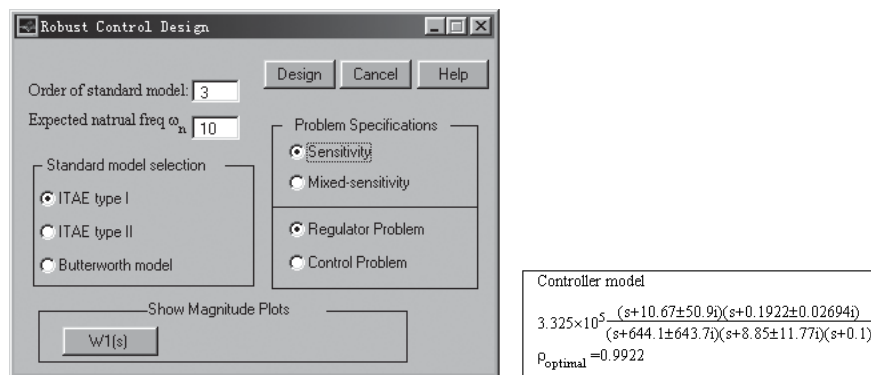 Robust Control Design
Order of standard model: 3
Expected natrual freq ωn 10
Design Cancel Help
Standard model selection
ITAE type I
ITAE type II
Butterworth model
Problem Specifications
Sensitivity
Mixed-sensitivity
Regulator Problem
Control Problem
Show Magnitude Plots
W1(s)
Controller model
3.325×10⁵ (s+10.67±50.9i)(s+0.1922±0.02694i)
(s+644.1±643.7i)(s+8.85±11.77i)(s+0.1)
ρoptimal =0.9922